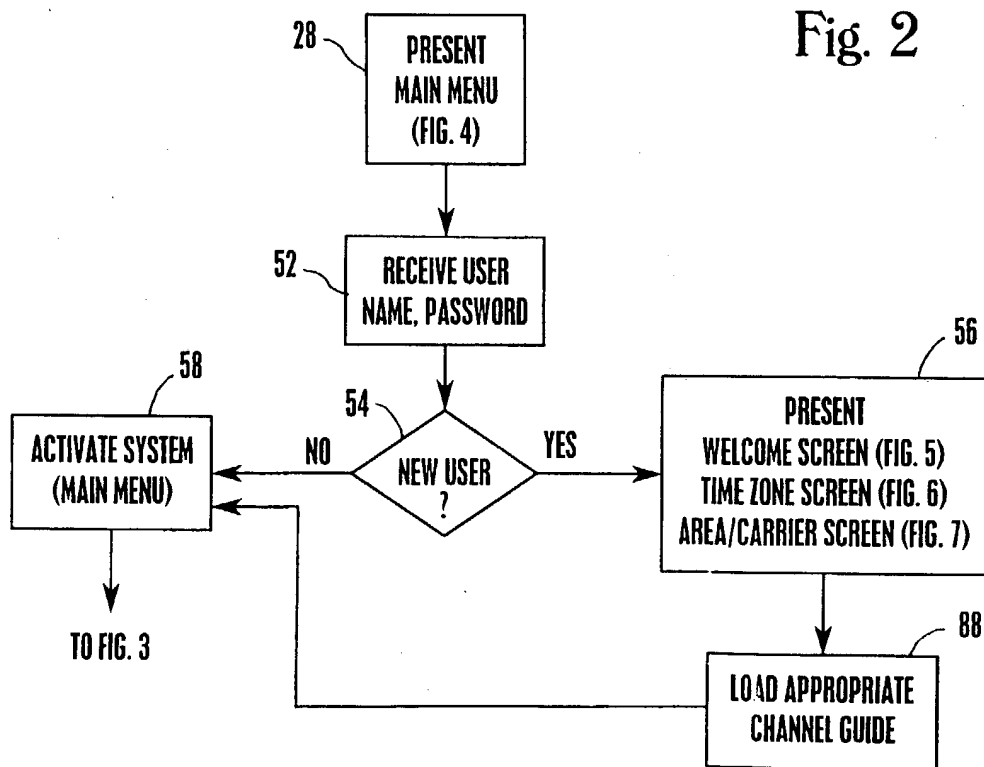 Fig. 2
28
PRESENT
MAIN MENU
(FIG. 4)
52
RECEIVE USER
NAME, PASSWORD
54
NEW USER
?
NO
YES
58
ACTIVATE SYSTEM
(MAIN MENU)
TO FIG. 3
56
PRESENT
WELCOME SCREEN (FIG. 5)
TIME ZONE SCREEN (FIG. 6)
AREA/CARRIER SCREEN (FIG. 7)
88
LOAD APPROPRIATE
CHANNEL GUIDE